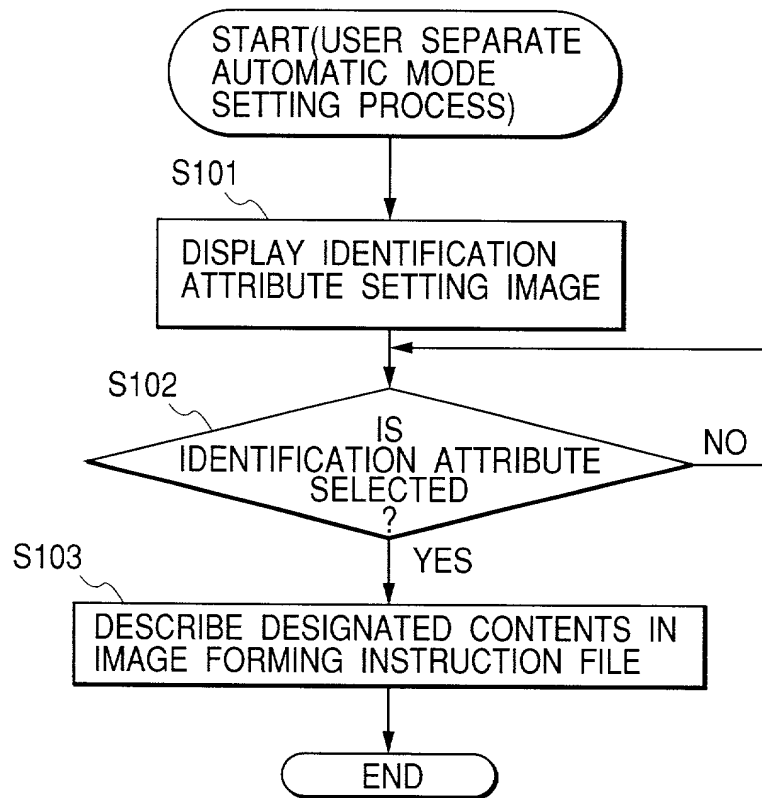 START(USER SEPARATE
AUTOMATIC MODE
SETTING PROCESS)
S101
DISPLAY IDENTIFICATION
ATTRIBUTE SETTING IMAGE
S102
IS
IDENTIFICATION ATTRIBUTE
SELECTED
?
NO
YES
S103
DESCRIBE DESIGNATED CONTENTS IN
IMAGE FORMING INSTRUCTION FILE
END